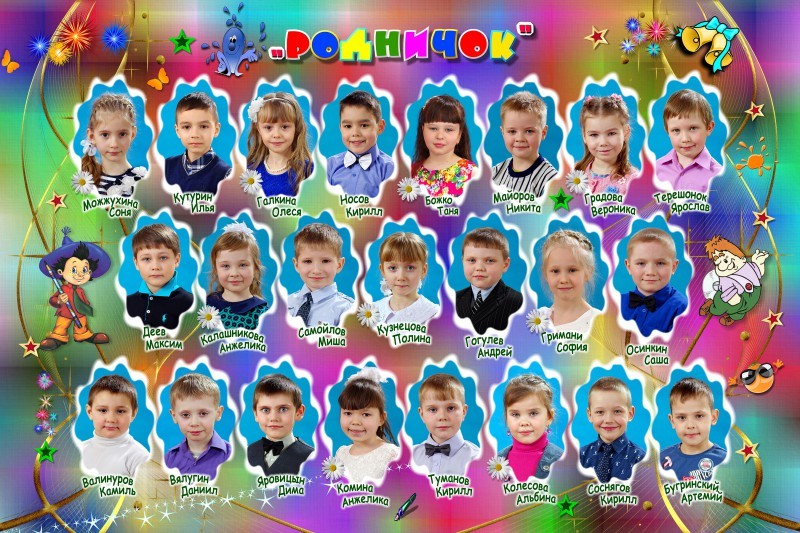 "РОДНИЧОК"
Можжухина Соня
Кутурин Илья
Галкина Олеся
Носов Кирилл
Божко Таня
Майоров Никита
Градова Вероника
Терешонок Ярослав
Деев Максим
Калашникова Анжелика
Самойлов Миша
Кузнецова Полина
Гогулев Андрей
Гримани София
Осинкин Саша
Валинуров Камиль
Вялугин Даниил
Яровицын Дима
Комина Анжелика
Туманов Кирилл
Колесова Альбина
Соснягов Кирилл
Бугринский Артемий